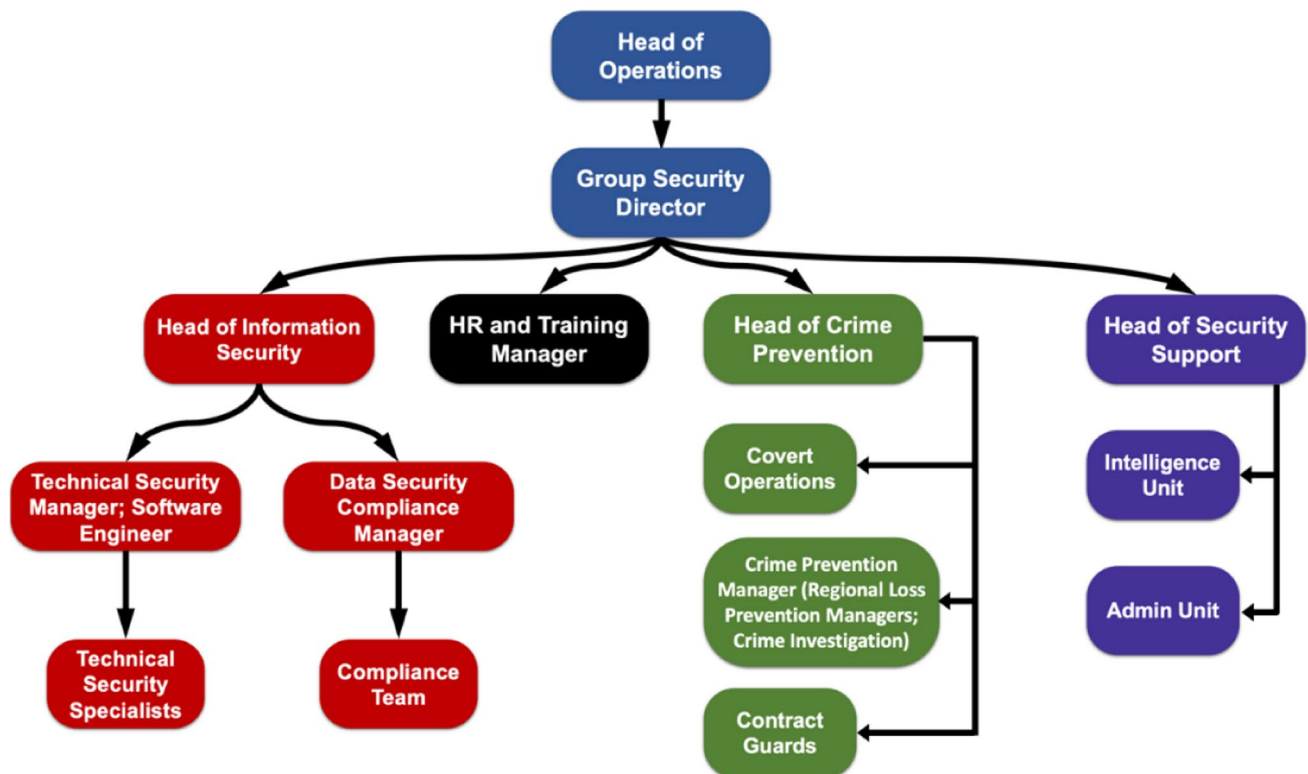 Head of
Operations
Group Security
Director
Head of Information
Security
HR and Training
Manager
Head of Crime
Prevention
Head of Security
Support
Technical Security
Manager; Software
Engineer
Data Security
Compliance
Manager
Covert
Operations
Intelligence
Unit
Crime Prevention
Manager (Regional Loss
Prevention Managers;
Crime Investigation)
Admin Unit
Technical
Security
Specialists
Compliance
Team
Contract
Guards